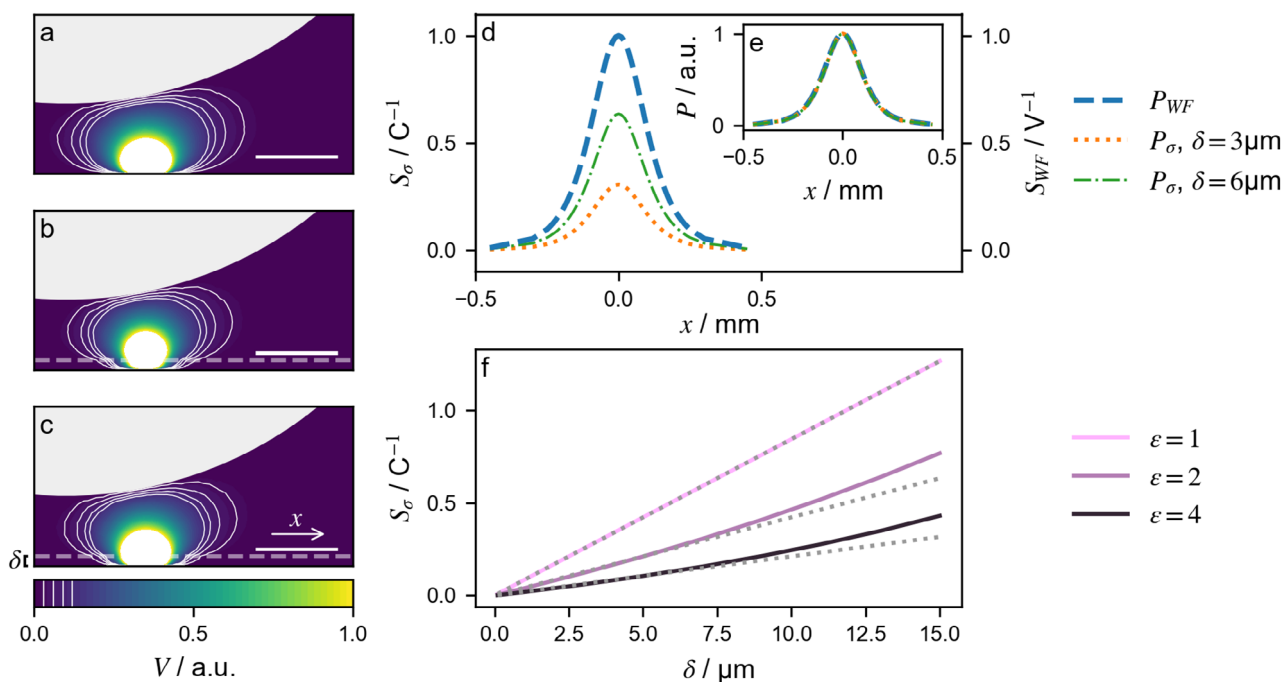 a
b
c
x
δ
0.0 0.5 1.0
V / a.u.
d
1.0
0.5
0.0
S_σ / C⁻¹
−0.5 0.0 0.5
x / mm
1.0
0.5
0.0
S_WF / V⁻¹
e
1
0
P / a.u.
−0.5 0.0 0.5
x / mm
P_WF
P_σ, δ = 3μm
P_σ, δ = 6μm
f
1.0
0.5
0.0
S_σ / C⁻¹
0.0 2.5 5.0 7.5 10.0 12.5 15.0
δ / μm
ε = 1
ε = 2
ε = 4